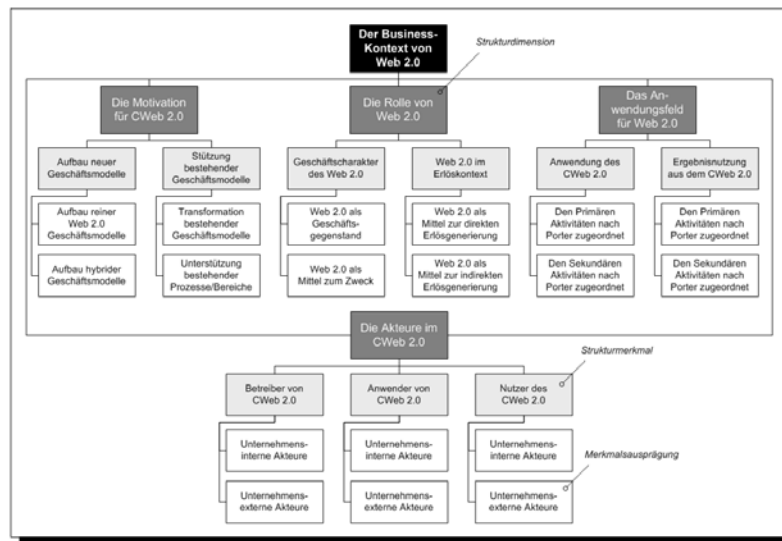 Der Business-
Kontext von
Web 2.0
Strukturdimension
Die Motivation
für CWeb 2.0
Die Rolle von
Web 2.0
Das An-
wendungsfeld
für Web 2.0
Aufbau neuer
Geschäftsmodelle
Stützung
bestehender
Geschäftsmodelle
Geschäftscharakter
des Web 2.0
Web 2.0 im
Erlöskontext
Anwendung des
CWeb 2.0
Ergebnisnutzung
aus dem CWeb 2.0
Aufbau reiner
Web 2.0
Geschäftsmodelle
Transformation
bestehender
Geschäftsmodelle
Web 2.0 als
Geschäfts-
gegenstand
Web 2.0 als
Mittel zur direkten
Erlösgenerierung
Den Primären
Aktivitäten nach
Porter zugeordnet
Den Primären
Aktivitäten nach
Porter zugeordnet
Aufbau hybrider
Geschäftsmodelle
Unterstützung
bestehender
Prozesse/Bereiche
Web 2.0 als
Mittel zum Zweck
Web 2.0 als
Mittel zur indirekten
Erlösgenerierung
Den Sekundären
Aktivitäten nach
Porter zugeordnet
Den Sekundären
Aktivitäten nach
Porter zugeordnet
Die Akteure im
CWeb 2.0
Strukturmerkmal
Betreiber von
CWeb 2.0
Anwender von
CWeb 2.0
Nutzer des
CWeb 2.0
Unternehmens-
interne Akteure
Unternehmens-
interne Akteure
Unternehmens-
interne Akteure
Merkmalsausprägung
Unternehmens-
externe Akteure
Unternehmens-
externe Akteure
Unternehmens-
externe Akteure